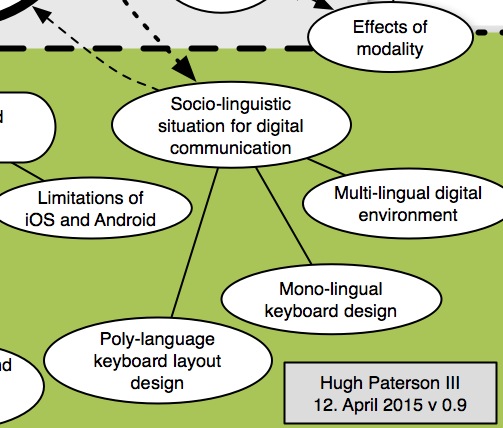 Effects of
modality
Socio-linguistic
situation for digital
communication
d
Limitations of
iOS and Android
Multi-lingual digital
environment
Mono-lingual
keyboard design
Poly-language
keyboard layout
design
nd
Hugh Paterson III
12. April 2015 v 0.9